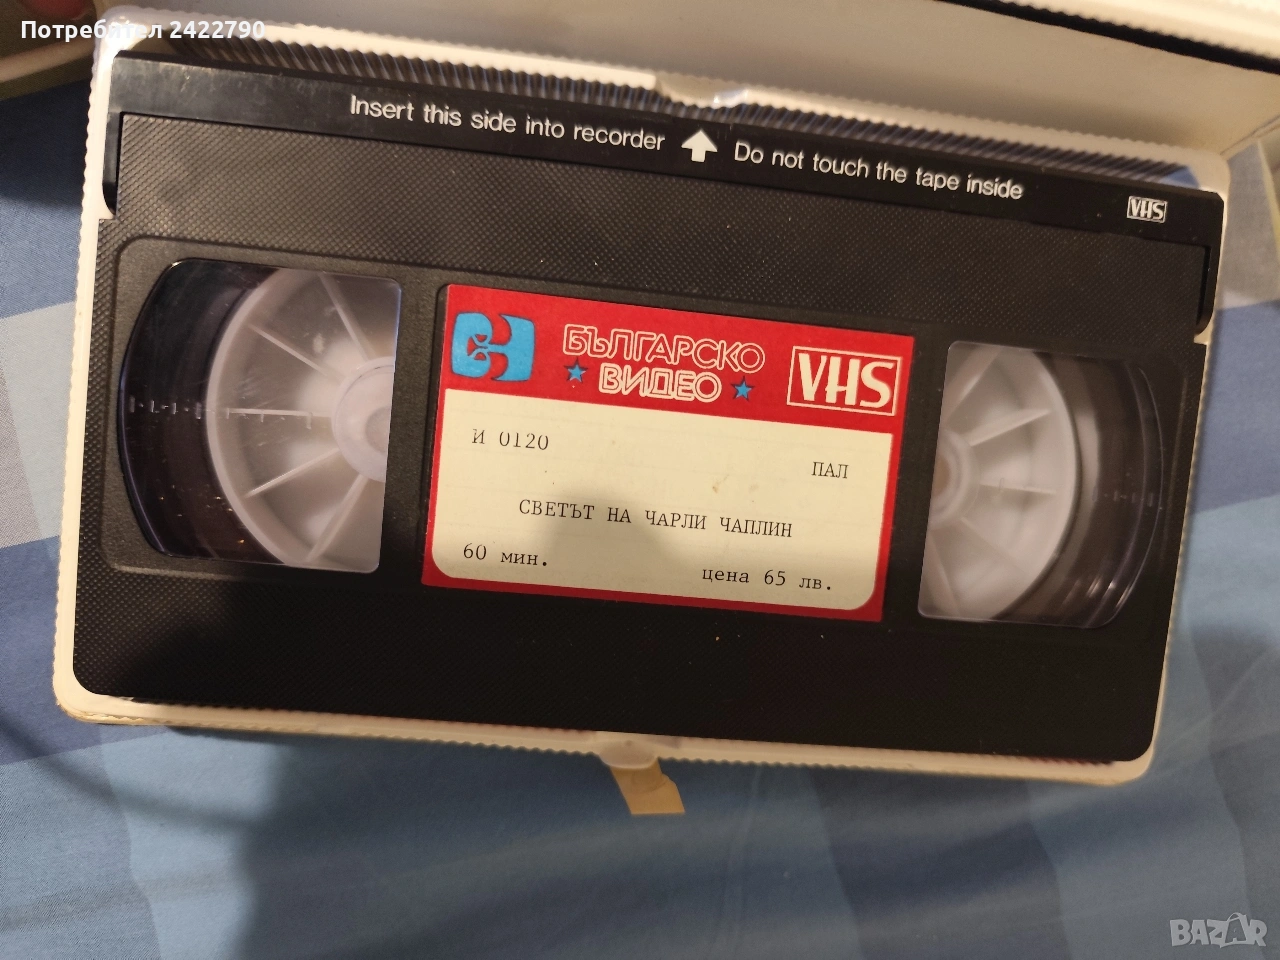 Потребител 2422790
Insert this side into recorder Do not touch the tape inside
VHS
БЪЛГАРСКО
ВИДЕО
VHS
И 0120
ПАЛ
СВЕТЪТ НА ЧАРЛИ ЧАПЛИН
60 мин.
цена 65 лв.
BAZAR